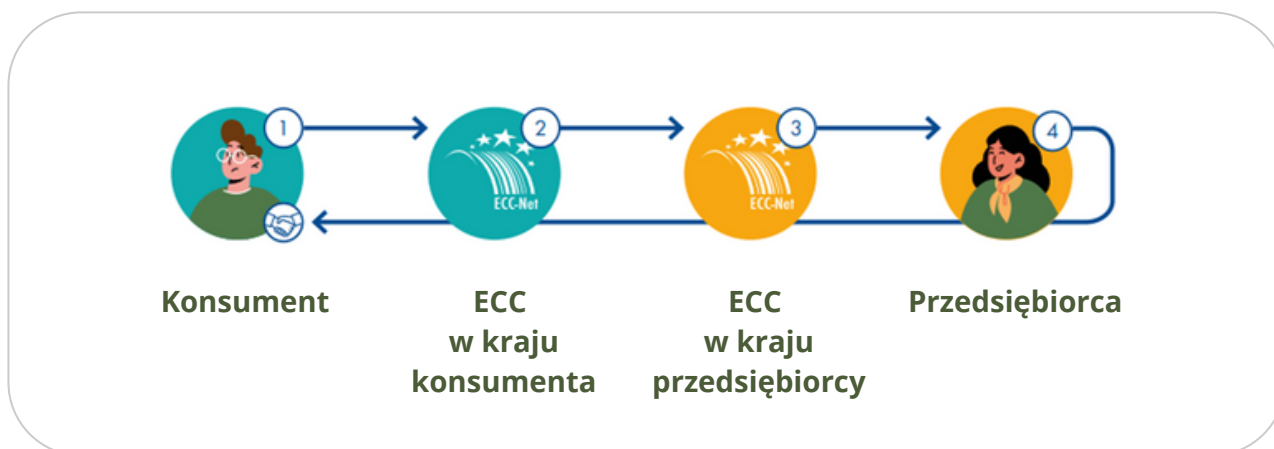 1
2
3
4
ECC-Net
ECC-Net
Konsument
ECC
w kraju
konsumenta
ECC
w kraju
przedsiębiorcy
Przedsiębiorca